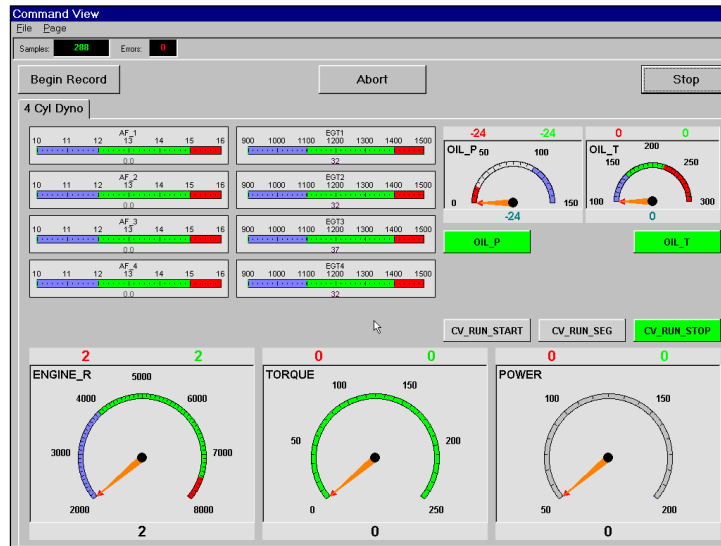 Command View
File Page
Samples: 288 Errors: 0
Begin Record Abort Stop
4 Cyl Dyno
AF_1
10 11 12 13 14 15 16
0.0
EGT1
900 1000 1100 1200 1300 1400 1500
32
AF_2
10 11 12 13 14 15 16
0.0
EGT2
900 1000 1100 1200 1300 1400 1500
32
AF_3
10 11 12 13 14 15 16
0.0
EGT3
900 1000 1100 1200 1300 1400 1500
37
AF_4
10 11 12 13 14 15 16
0.0
EGT4
900 1000 1100 1200 1300 1400 1500
32
-24 -24
OIL_P
0 50 100 150
-24
OIL_P
0 0
OIL_T
100 150 200 250 300
0
OIL_T
CV_RUN_START CV_RUN_SEG CV_RUN_STOP
2 2
ENGINE_R
2000 3000 4000 5000 6000 7000 8000
2
0 0
TORQUE
0 50 100 150 200 250
0
0 0
POWER
50 100 150 200
0